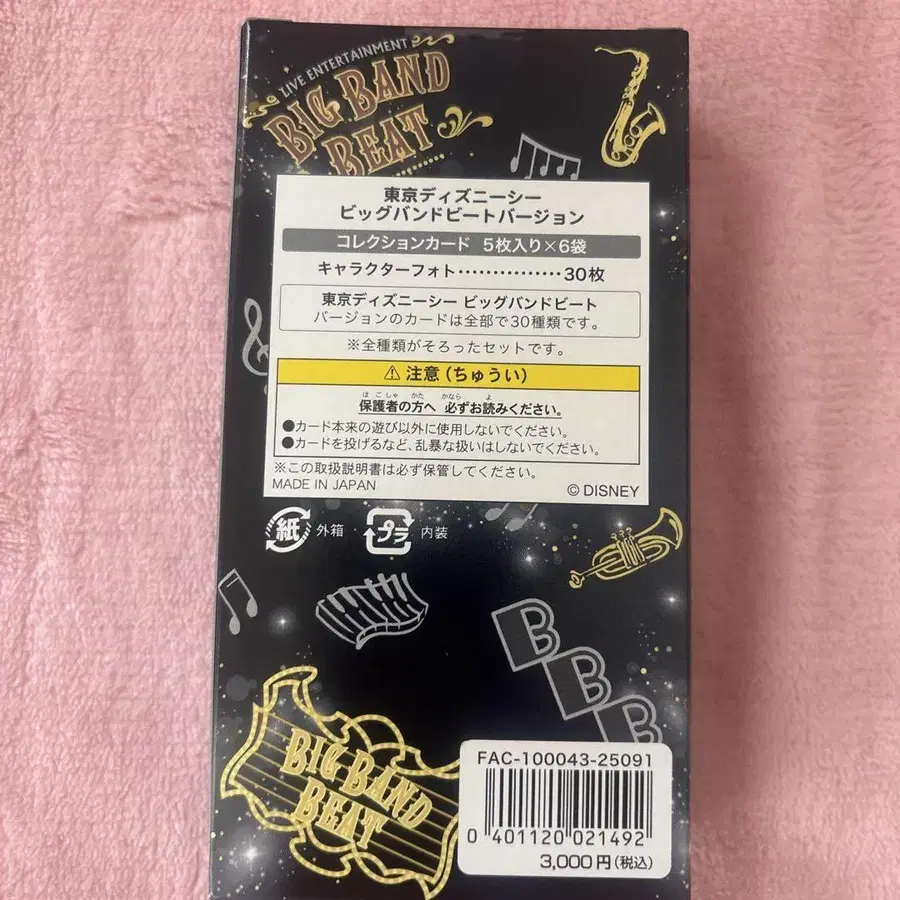 LIVE ENTERTAINMENT
BIG BAND
BEAT
東京ディズニーシー
ビッグバンドビートバージョン
コレクションカード 5枚入り×6袋
キャラクターフォト……………30枚
東京ディズニーシー ビッグバンドビート
バージョンのカードは全部で30種類です。
※全種類がそろったセットです。
⚠ 注意(ちゅうい)
ほごしゃ かた かなら よ
保護者の方へ 必ずお読みください。
●カード本来の遊び以外に使用しないでください。
●カードを投げるなど、乱暴な扱いはしないでください。
※この取扱説明書は必ず保管してください。
MADE IN JAPAN © DISNEY
紙 外箱 プラ 内装
B
B
B
BIG BAND
BEAT
FAC-100043-25091
0 401120 021492
3,000円(税込)